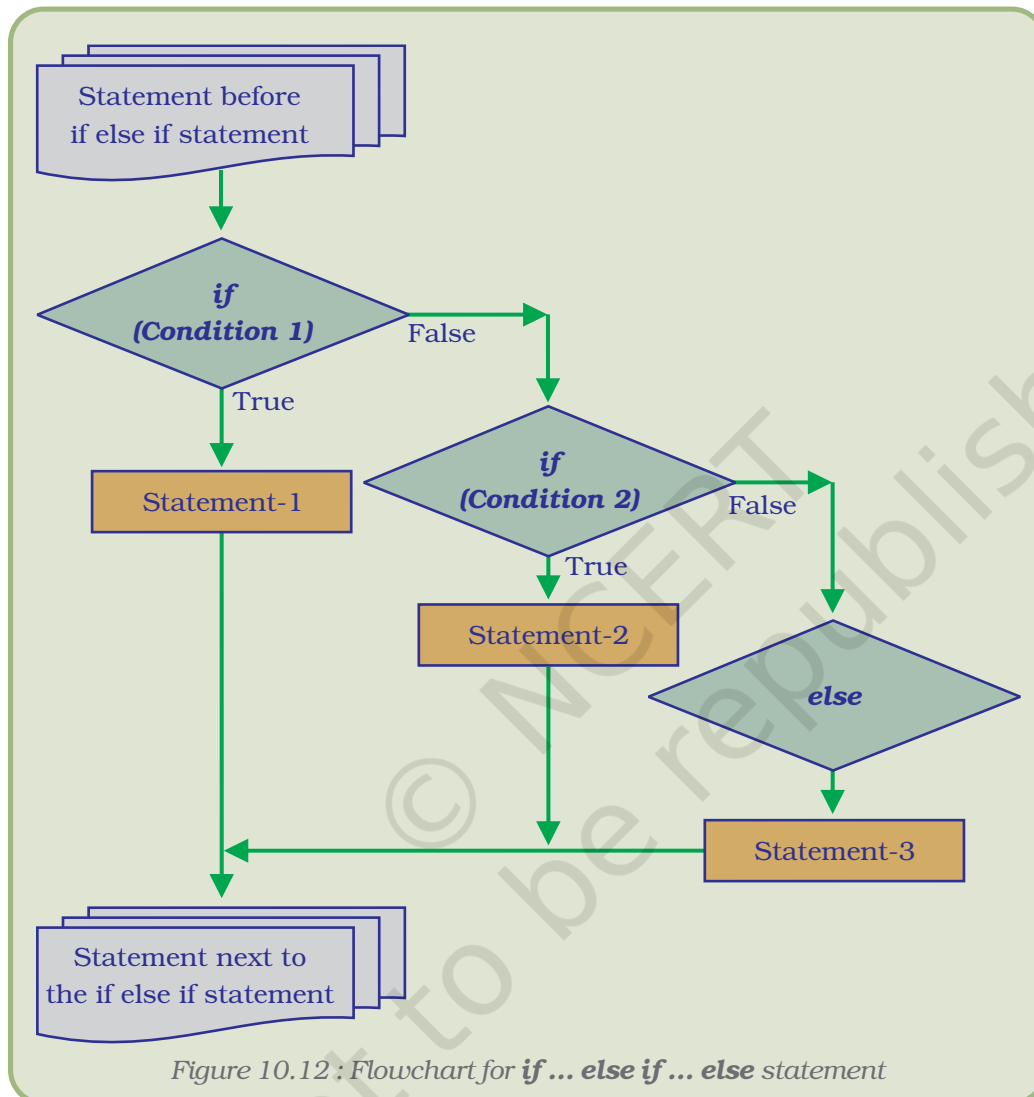 Statement before
if else if statement
if
(Condition 1)
False
True
Statement-1
if
(Condition 2)
False
True
Statement-2
else
Statement-3
Statement next to
the if else if statement
Figure 10.12 : Flowchart for if ... else if ... else statement
© NCERT
to be republish